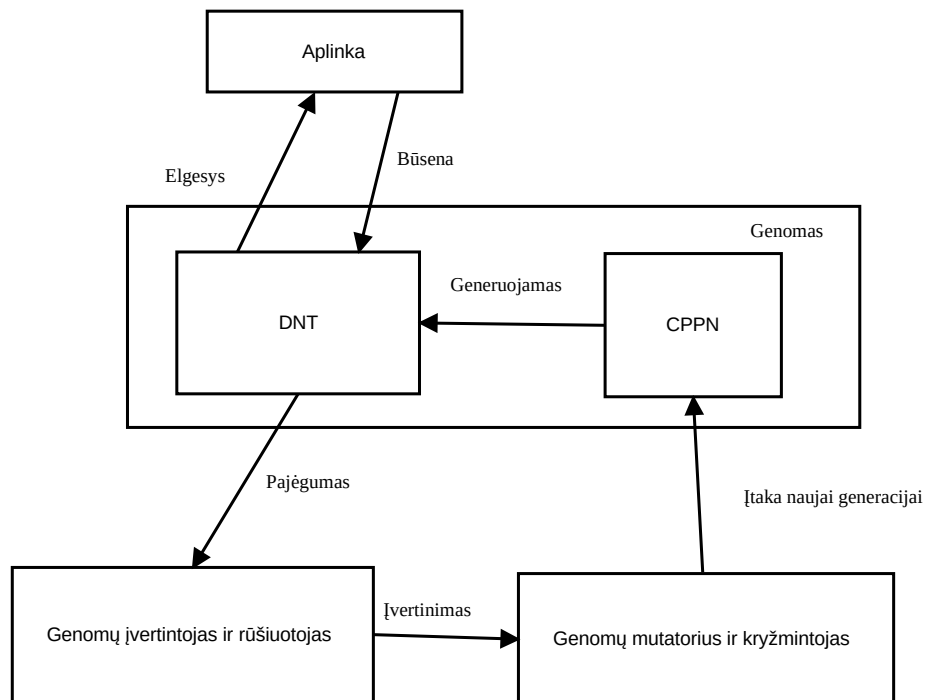 Aplinka
Būsena
Elgesys
Genomas
Generuojamas
DNT
CPPN
Pajėgumas
Įtaka naujai generacijai
Įvertinimas
Genomų įvertintojas ir rūšiuotojas
Genomų mutatorius ir kryžmintojas